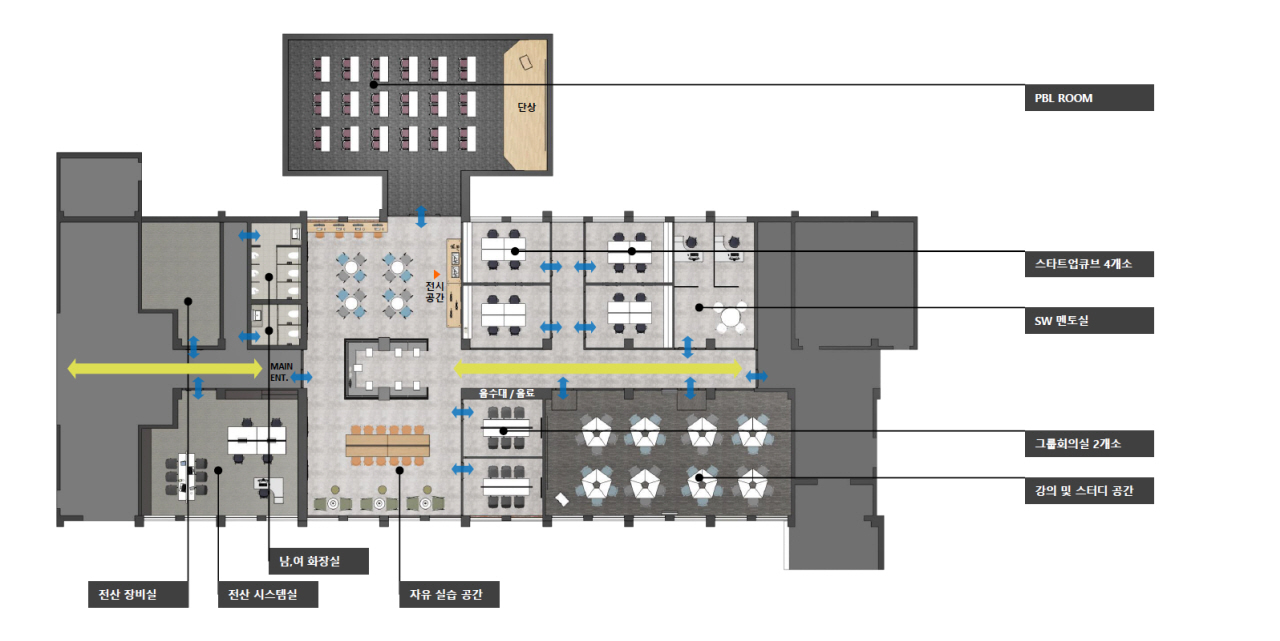 단상
PBL ROOM
전시
공간
스타트업큐브 4개소
SW 멘토실
MAIN
ENT.
음수대 / 음료
그룹회의실 2개소
강의 및 스터디 공간
남,여 화장실
전산 장비실
전산 시스템실
자유 실습 공간